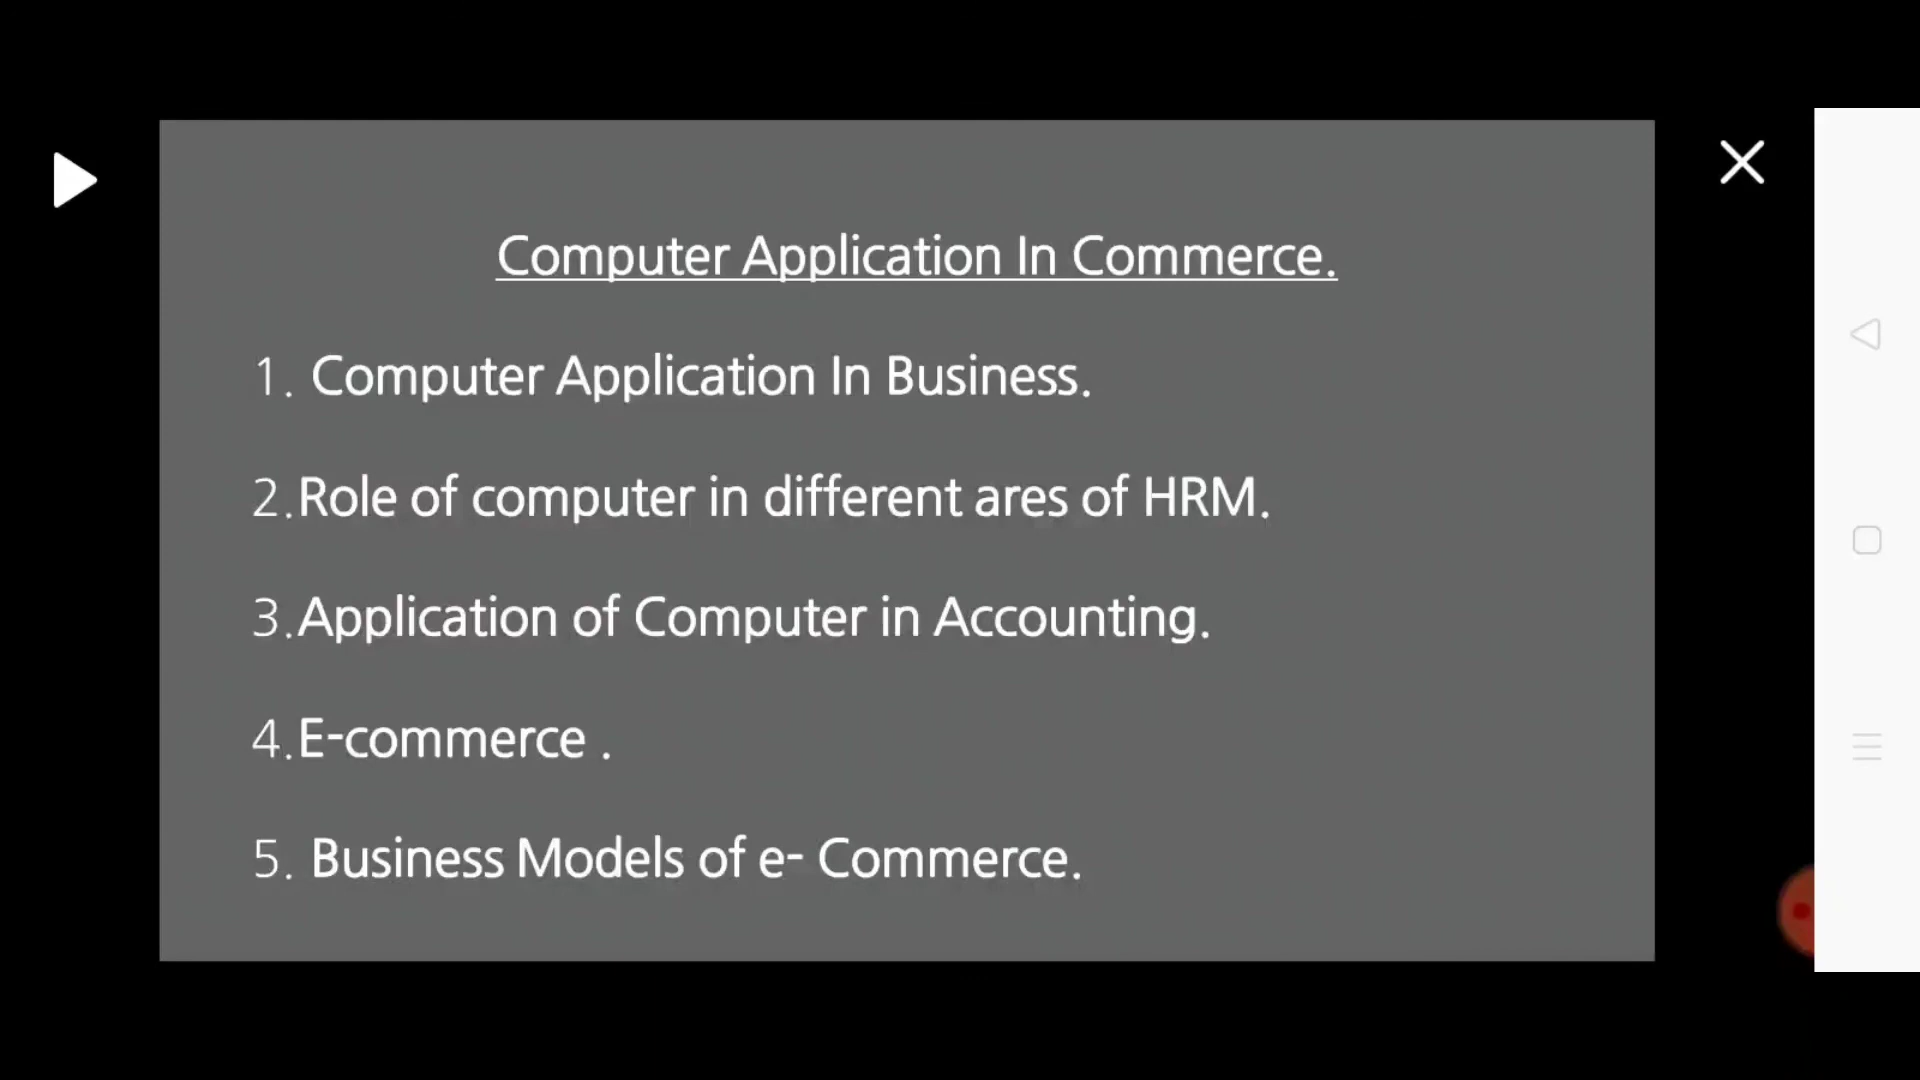 Computer Application In Commerce.
1. Computer Application In Business.
2.Role of computer in different ares of HRM.
3.Application of Computer in Accounting.
4.E-commerce .
5. Business Models of e- Commerce.